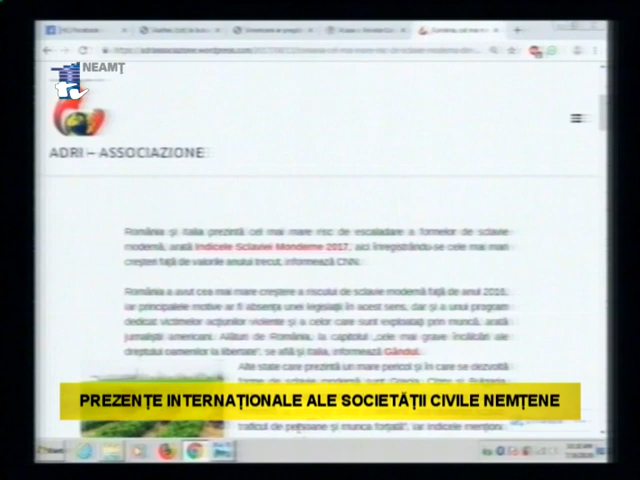 NEAMȚ
ADRI – ASSOCIAZIONE
România și Italia prezintă cel mai mare risc de escaladare a formelor de sclavie
modernă, arată Indicele Sclaviei Monderne 2017, aici înregistrându-se cele mai mari
creșteri față de valorile anului trecut, informează CNN.
România a avut cea mai mare creștere a riscului de sclavie modernă față de anul 2016,
iar principalele motive ar fi absența unei legislații în acest sens, dar și a unui program
dedicat victimelor acțiunilor violente și a celor care sunt exploatați prin muncă, arată
jurnaliștii americani. Alături de România, la capitolul „cele mai grave încălcări ale
dreptului oamenilor la libertate”, se află și Italia, informează Gândul.
Alte state care prezintă un mare pericol și în care se dezvoltă
forme de sclavie modernă sunt Grecia, Cipru și Bulgaria
PREZENȚE INTERNAȚIONALE ALE SOCIETĂȚII CIVILE NEMȚENE
traficul de persoane și munca forțată”, iar indicele menționa